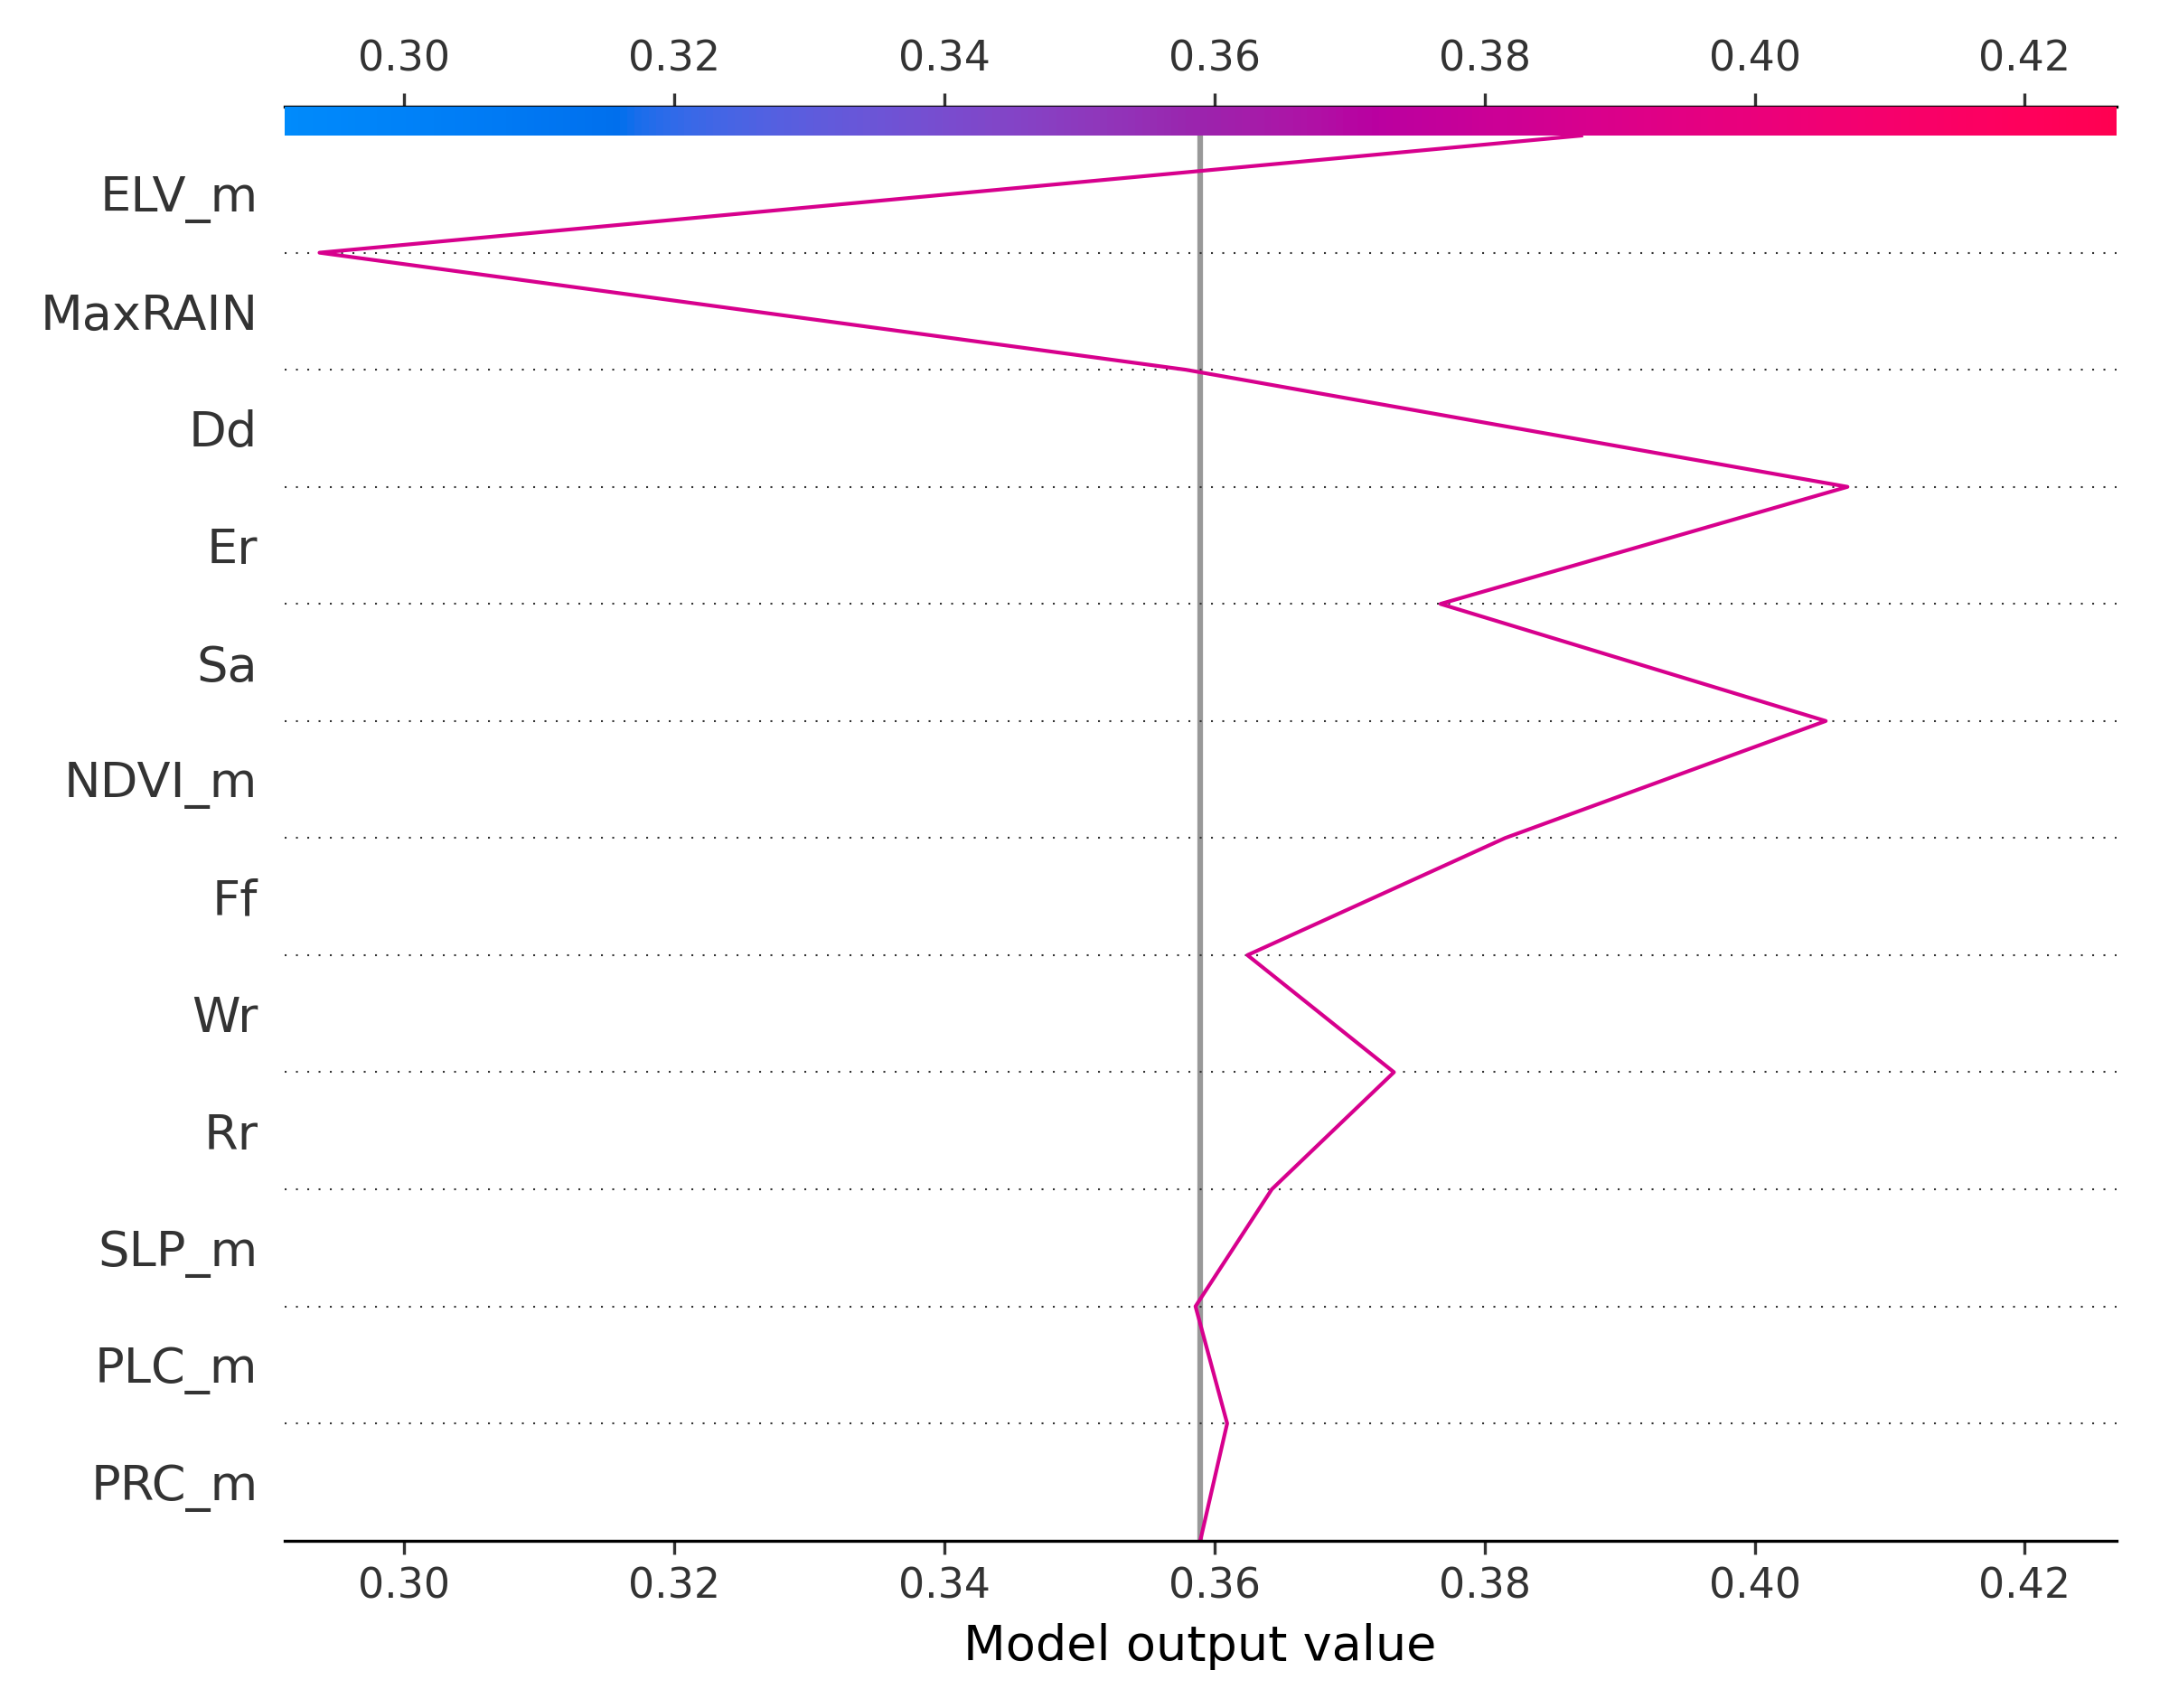 0.30 0.32 0.34 0.36 0.38 0.40 0.42
ELV_m
MaxRAIN
Dd
Er
Sa
NDVI_m
Ff
Wr
Rr
SLP_m
PLC_m
PRC_m
0.30 0.32 0.34 0.36 0.38 0.40 0.42
Model output value